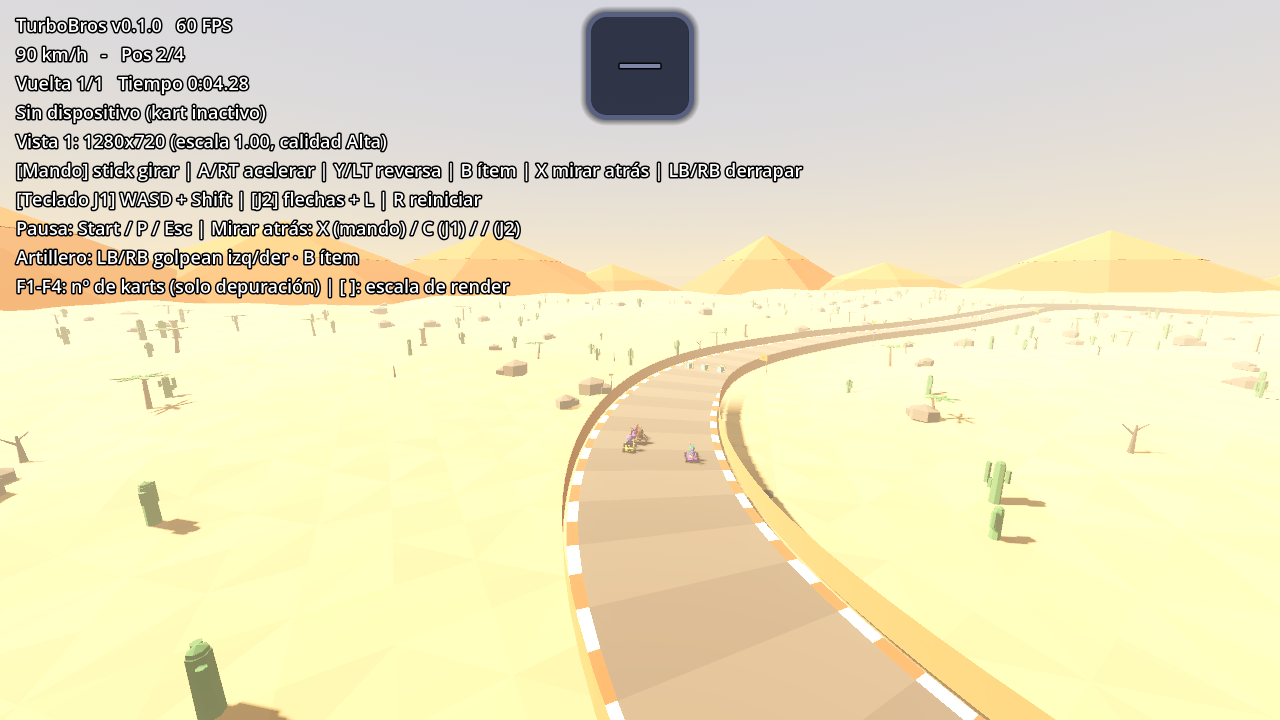 TurboBros v0.1.0   60 FPS
90 km/h  -  Pos 2/4
Vuelta 1/1   Tiempo 0:04.28
Sin dispositivo (kart inactivo)
Vista 1: 1280x720 (escala 1.00, calidad Alta)
[Mando] stick girar | A/RT acelerar | Y/LT reversa | B ítem | X mirar atrás | LB/RB derrapar
[Teclado J1] WASD + Shift | [J2] flechas + L | R reiniciar
Pausa: Start / P / Esc | Mirar atrás: X (mando) / C (J1) / / (J2)
Artillero: LB/RB golpean izq/der · B ítem
F1-F4: nº de karts (solo depuración) | [ ]: escala de render